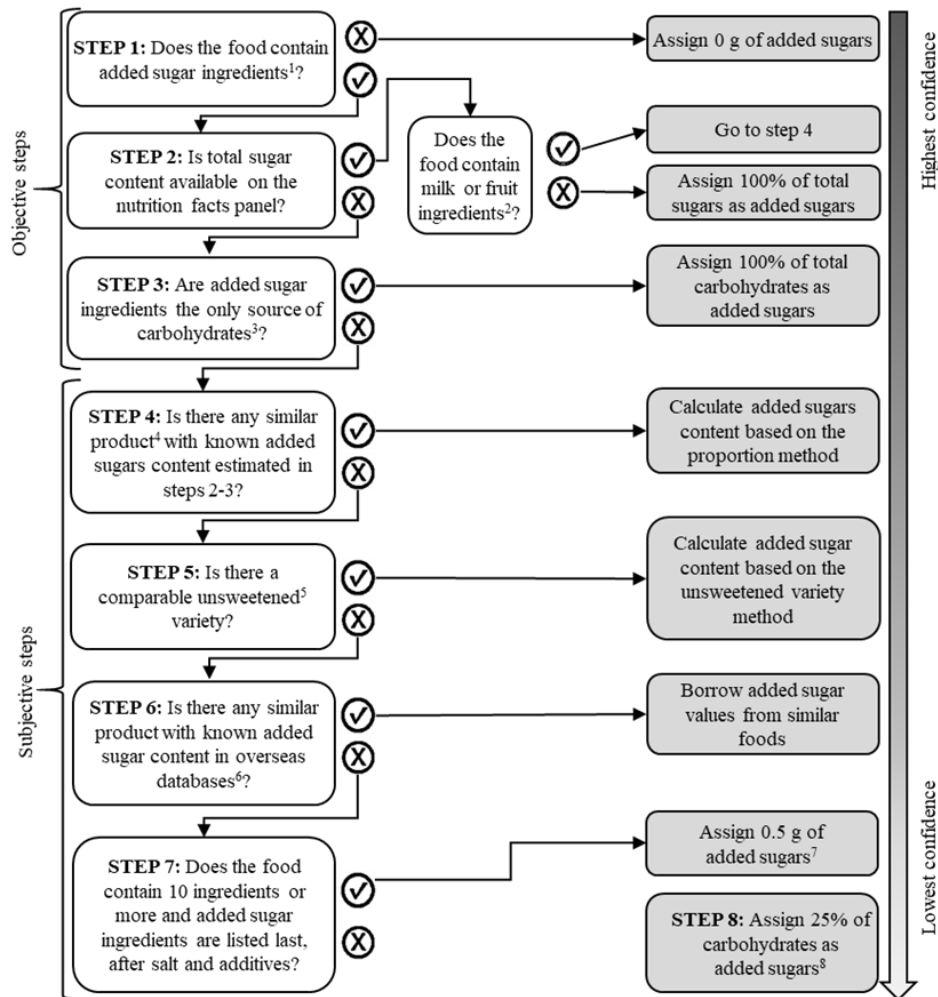 STEP 1: Does the food contain
added sugar ingredients¹?
Assign 0 g of added sugars
STEP 2: Is total sugar
content available on the
nutrition facts panel?
Does the
food contain
milk or fruit
ingredients²?
Go to step 4
Assign 100% of total
sugars as added sugars
STEP 3: Are added sugar
ingredients the only source of
carbohydrates³?
Assign 100% of total
carbohydrates as
added sugars
STEP 4: Is there any similar
product⁴ with known added
sugars content estimated in
steps 2-3?
Calculate added sugars
content based on the
proportion method
STEP 5: Is there a
comparable unsweetened⁵
variety?
Calculate added sugar
content based on the
unsweetened variety
method
STEP 6: Is there any similar
product with known added
sugar content in overseas
databases⁶?
Borrow added sugar
values from similar
foods
STEP 7: Does the food
contain 10 ingredients or
more and added sugar
ingredients are listed last,
after salt and additives?
Assign 0.5 g of
added sugars⁷
STEP 8: Assign 25% of
carbohydrates as
added sugars⁸
Objective steps
Subjective steps
Highest confidence
Lowest confidence